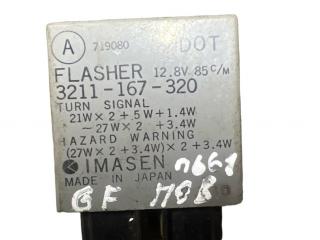 A 719080 DOT
FLASHER 12.8V 85C/M
3211-167-320
TURN SIGNAL
21W×2+.5W+1.4W
~27W×2+3.4W
HAZARD WARNING
(27W×2+3.4W)×2+3.4W
IMASEN
MADE IN JAPAN